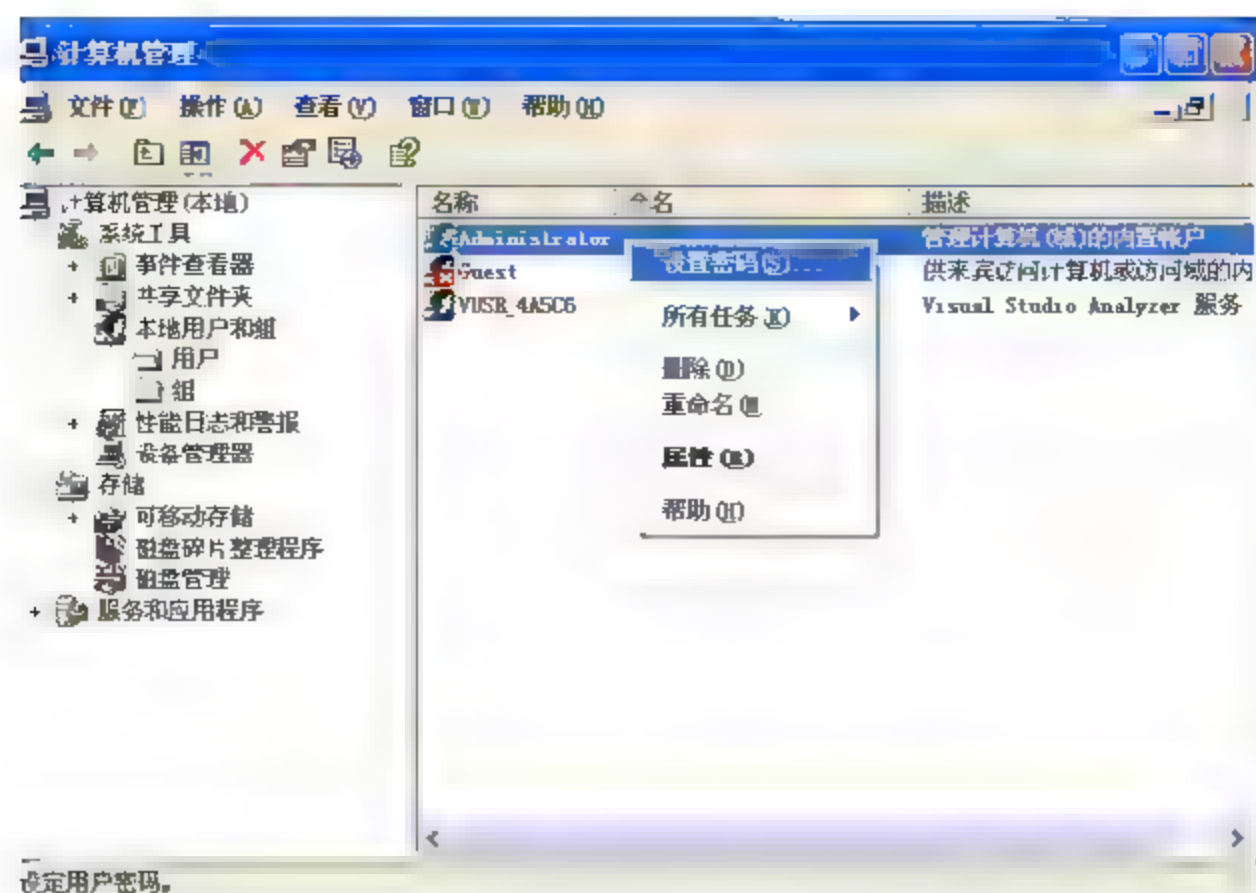 计算机管理
文件(F) 操作(A) 查看(V) 窗口(W) 帮助(H)
计算机管理(本地)
系统工具
事件查看器
共享文件夹
本地用户和组
用户
组
性能日志和警报
设备管理器
存储
可移动存储
磁盘碎片整理程序
磁盘管理
服务和应用程序
名称 名 描述
Administrator 管理计算机(域)的内置帐户
Guest 供来宾访问计算机或访问域的内
VUSR_4A5C6 Visual Studio Analyzer 服务
设置密码(S)...
所有任务(K)
删除(D)
重命名(M
属性(R)
帮助(H)
设定用户密码。